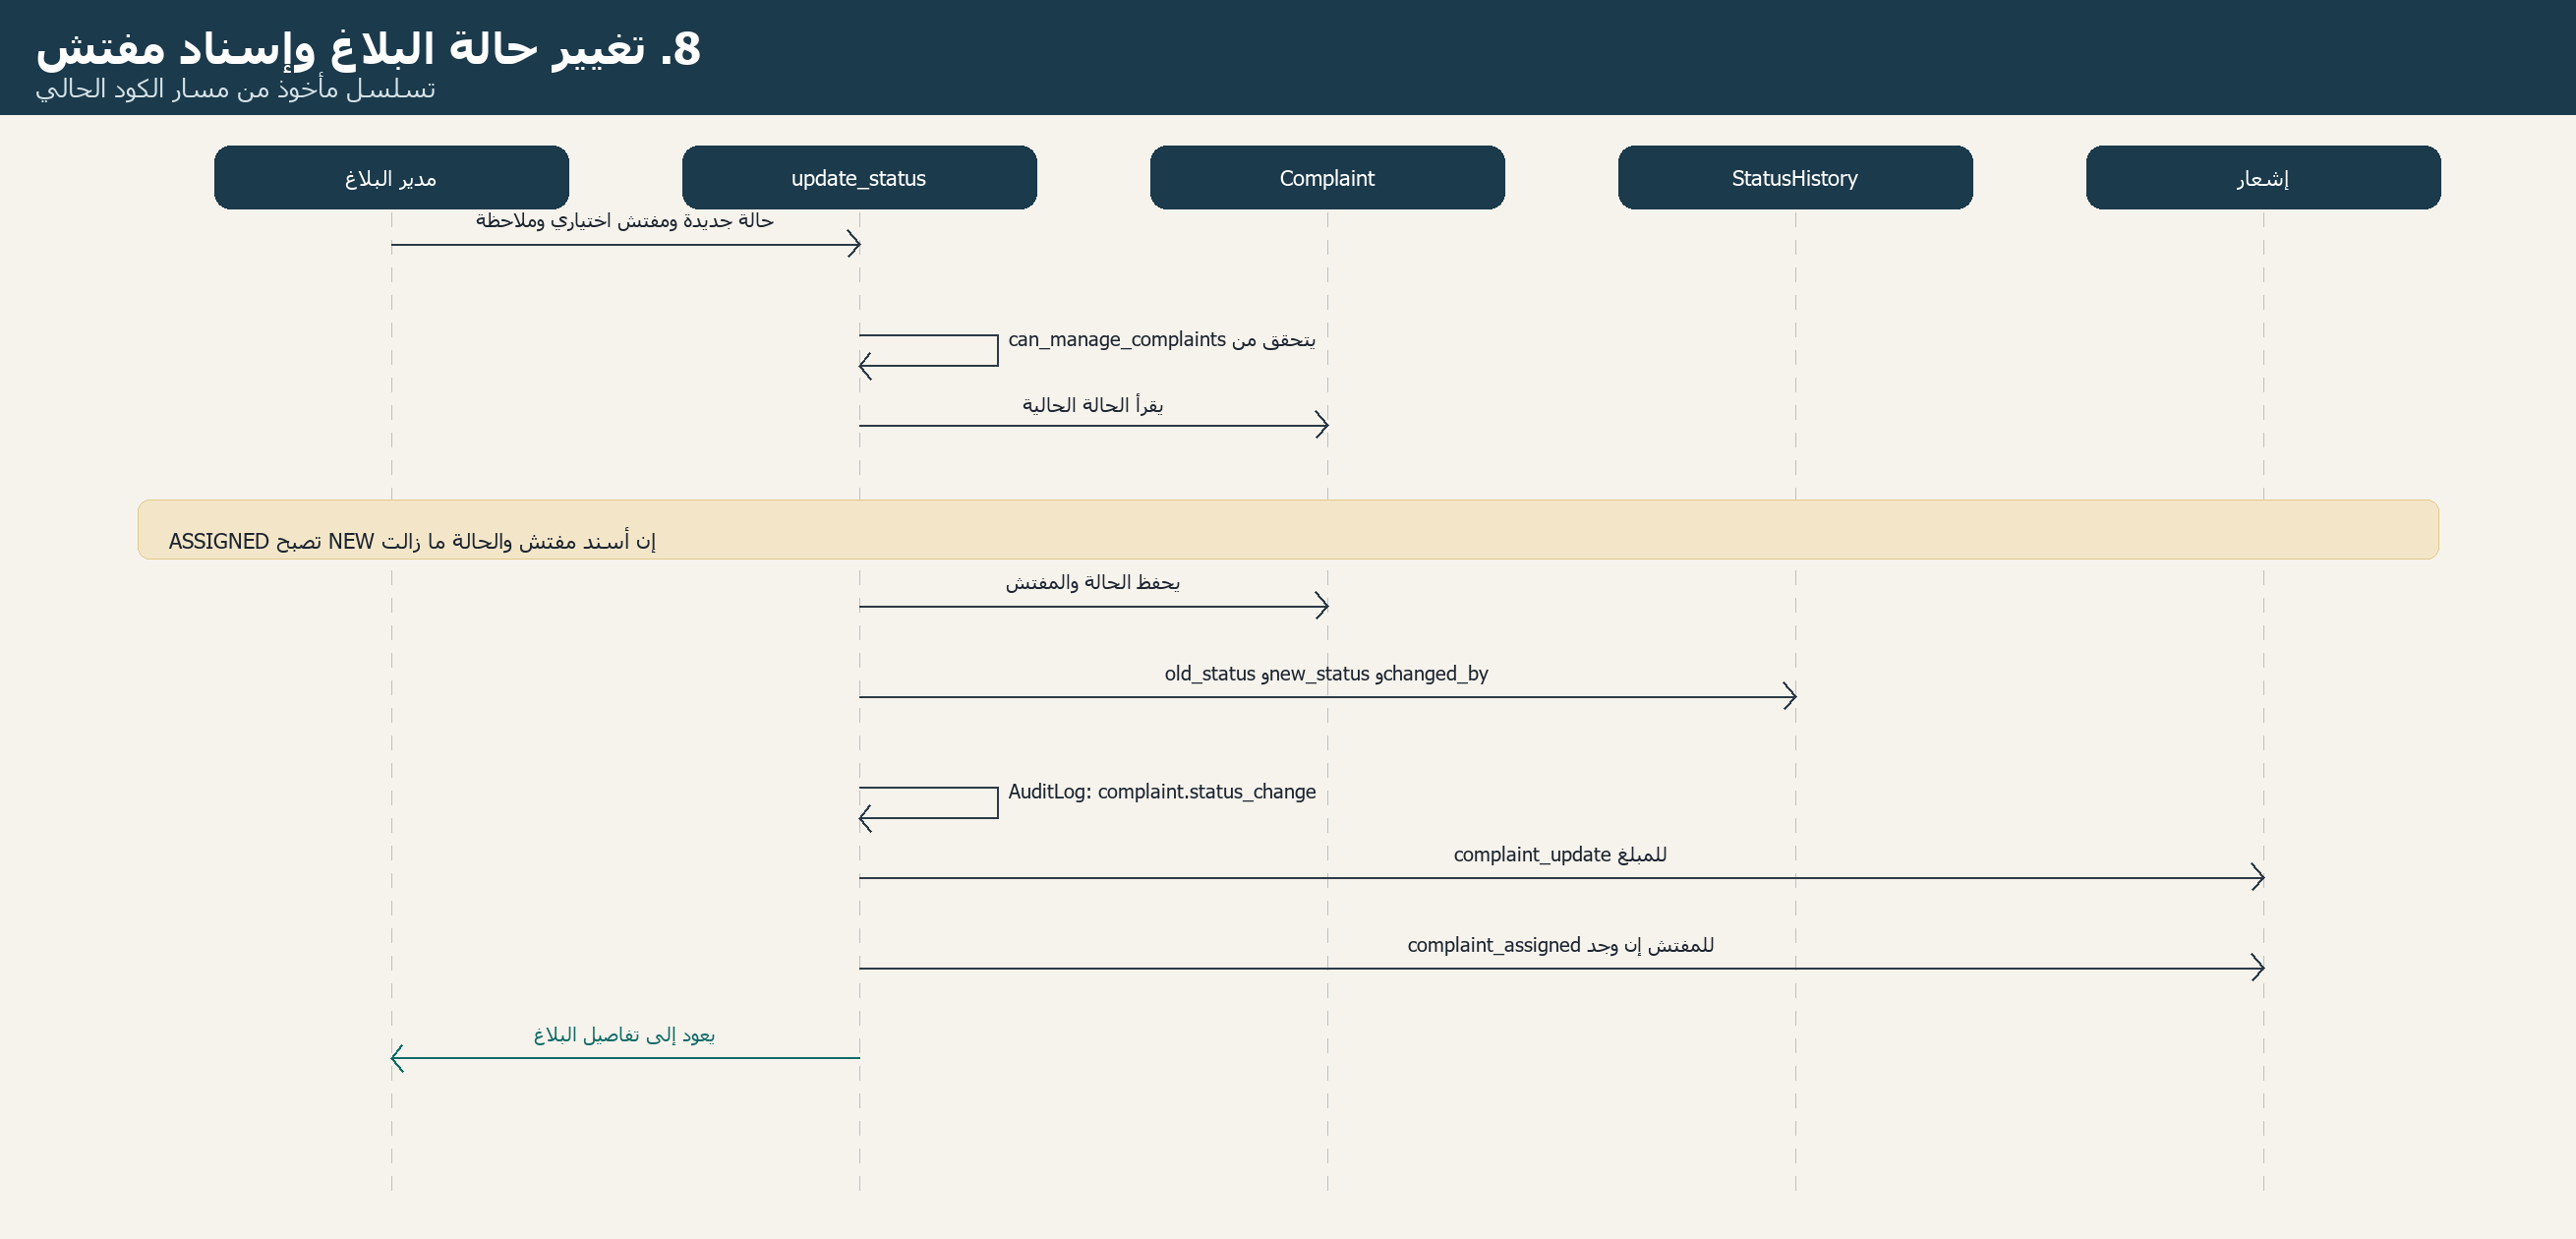 8. تغيير حالة البلاغ وإسناد مفتش
تسلسل مأخوذ من مسار الكود الحالي
مدير البلاغ
update_status
Complaint
StatusHistory
إشعار
حالة جديدة ومفتش اختياري وملاحظة
يتحقق من can_manage_complaints
يقرأ الحالة الحالية
إن أسند مفتش والحالة ما زالت NEW تصبح ASSIGNED
يحفظ الحالة والمفتش
old_status وnew_status وchanged_by
AuditLog: complaint.status_change
complaint_update للمبلغ
complaint_assigned للمفتش إن وجد
يعود إلى تفاصيل البلاغ